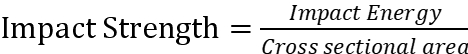 Impact Strength = Impact Energy / Cross sectional area